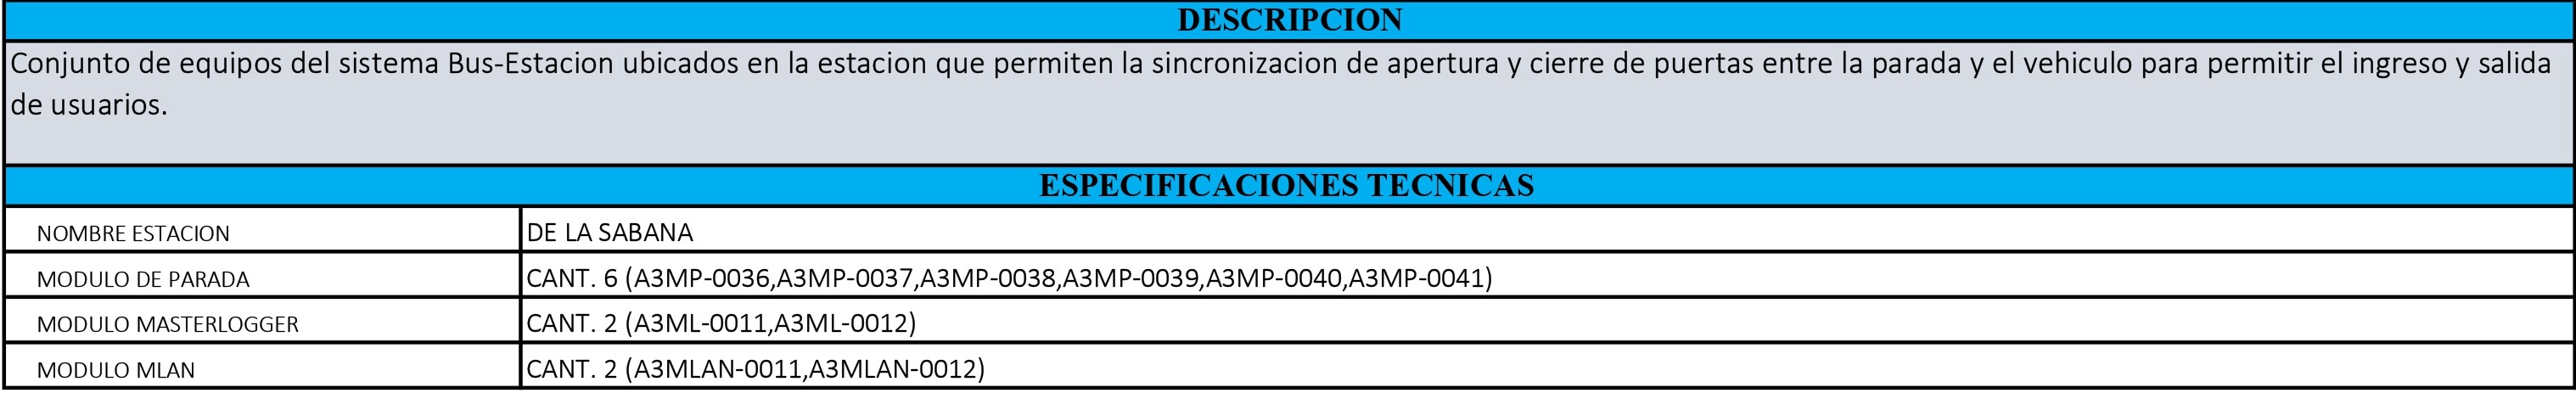 DESCRIPCION
Conjunto de equipos del sistema Bus-Estacion ubicados en la estacion que permiten la sincronizacion de apertura y cierre de puertas entre la parada y el vehiculo para permitir el ingreso y salida
de usuarios.
ESPECIFICACIONES TECNICAS
NOMBRE ESTACION DE LA SABANA
MODULO DE PARADA CANT. 6 (A3MP-0036,A3MP-0037,A3MP-0038,A3MP-0039,A3MP-0040,A3MP-0041)
MODULO MASTERLOGGER CANT. 2 (A3ML-0011,A3ML-0012)
MODULO MLAN CANT. 2 (A3MLAN-0011,A3MLAN-0012)